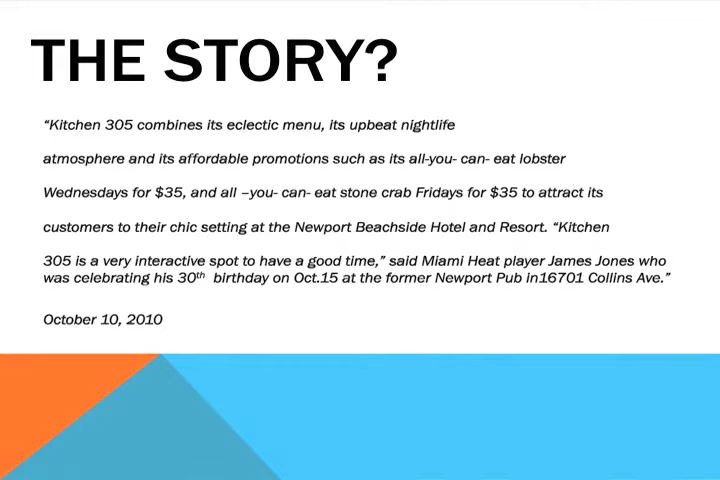 THE STORY?
“Kitchen 305 combines its eclectic menu, its upbeat nightlife
atmosphere and its affordable promotions such as its all-you- can- eat lobster
Wednesdays for $35, and all –you- can- eat stone crab Fridays for $35 to attract its
customers to their chic setting at the Newport Beachside Hotel and Resort. “Kitchen
305 is a very interactive spot to have a good time,” said Miami Heat player James Jones who
was celebrating his 30th birthday on Oct.15 at the former Newport Pub in16701 Collins Ave.”
October 10, 2010